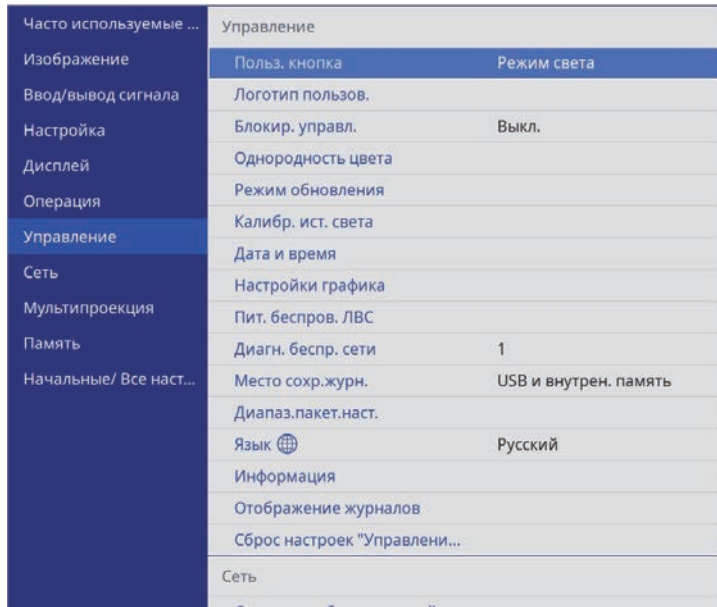 Часто используемые ...
Изображение
Ввод/вывод сигнала
Настройка
Дисплей
Операция
Управление
Сеть
Мультипроекция
Память
Начальные/ Все наст...
Управление
Польз. кнопка Режим света
Логотип пользов.
Блокир. управл. Выкл.
Однородность цвета
Режим обновления
Калибр. ист. света
Дата и время
Настройки графика
Пит. беспров. ЛВС
Диагн. беспр. сети 1
Место сохр.журн. USB и внутрен. память
Диапаз.пакет.наст.
Язык Русский
Информация
Отображение журналов
Сброс настроек "Управлени...
Сеть